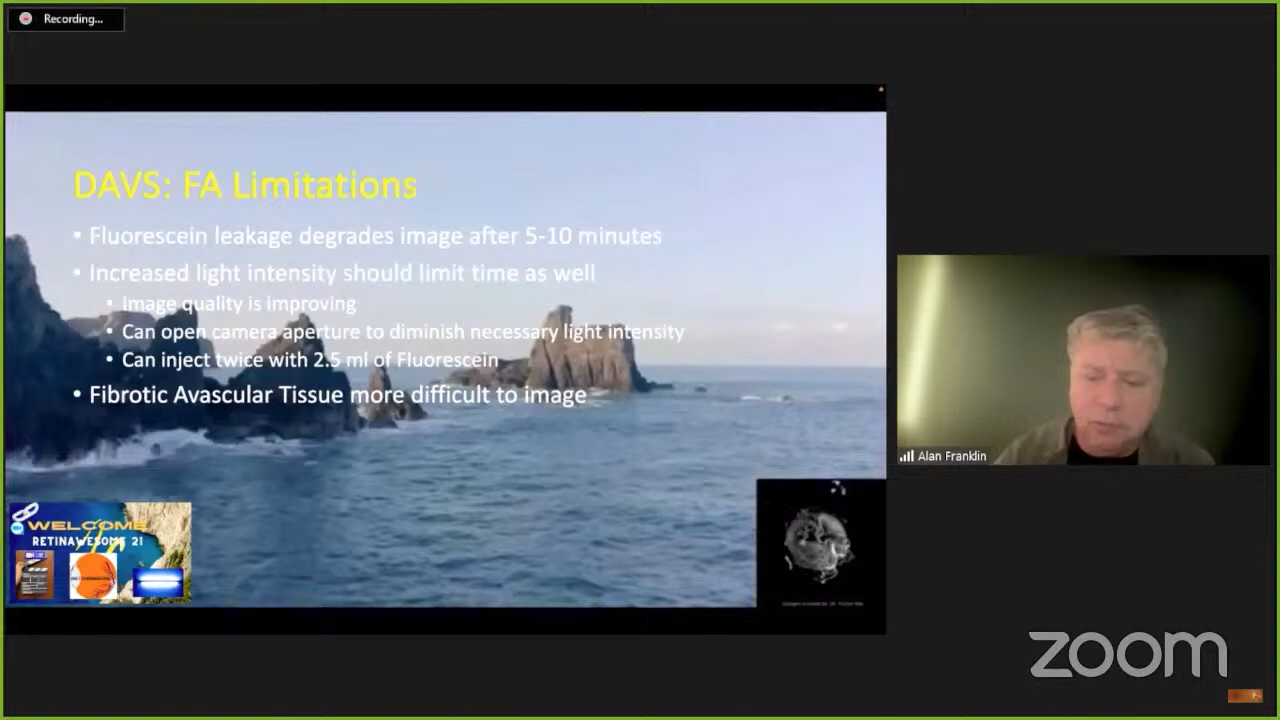 Recording...
DAVS: FA Limitations
• Fluorescein leakage degrades image after 5-10 minutes
• Increased light intensity should limit time as well
• Image quality is improving
• Can open camera aperture to diminish necessary light intensity
• Can inject twice with 2.5 ml of Fluorescein
• Fibrotic Avascular Tissue more difficult to image
Alan Franklin
WELCOME
RETINAWESOME 21
zoom